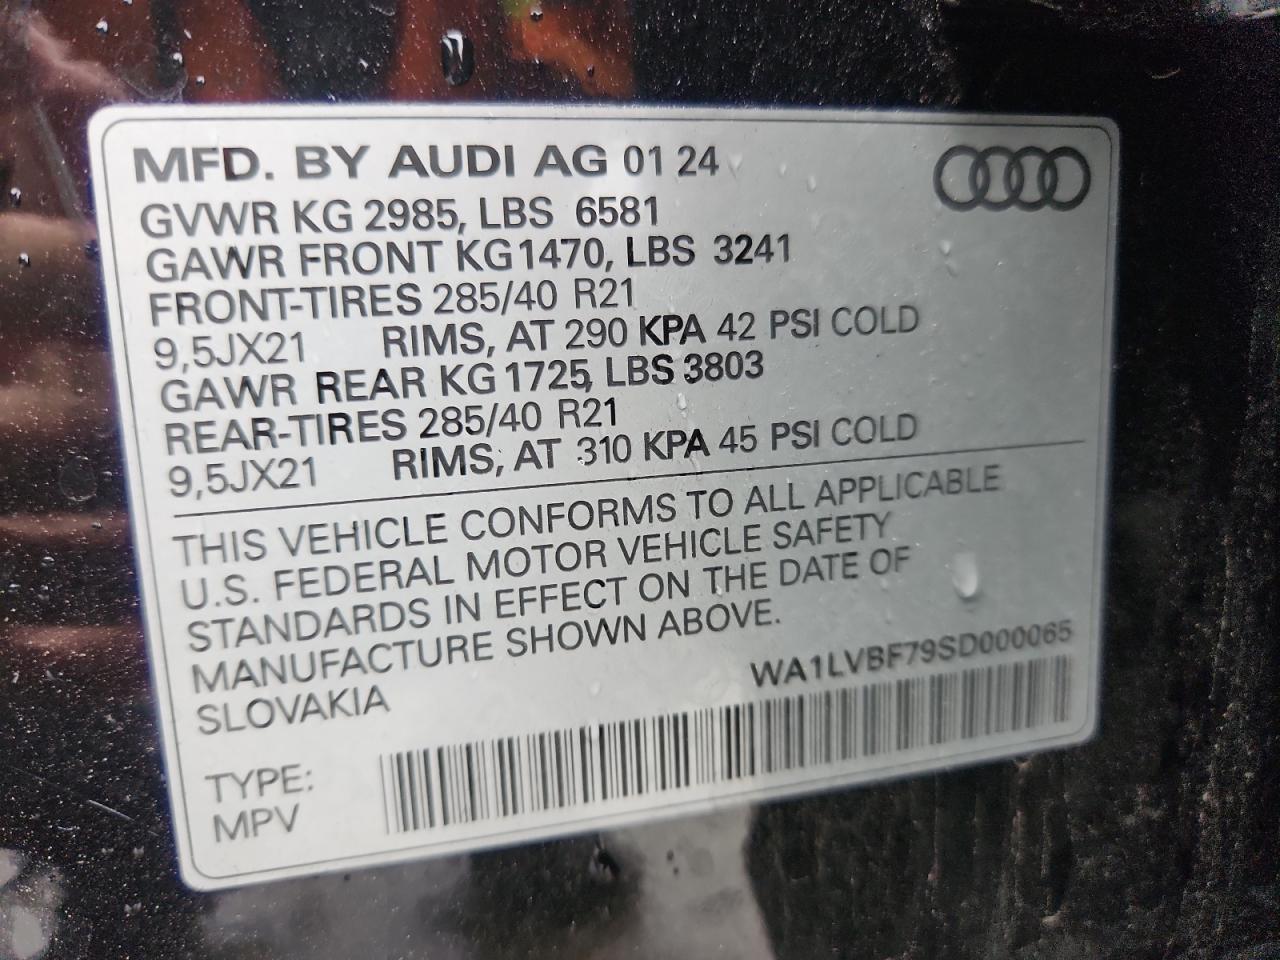 MFD. BY AUDI AG 01 24
GVWR KG 2985, LBS 6581
GAWR FRONT KG1470, LBS 3241
FRONT-TIRES 285/40 R21
9,5JX21 RIMS, AT 290 KPA 42 PSI COLD
GAWR REAR KG 1725, LBS 3803
REAR-TIRES 285/40 R21
9,5JX21 RIMS, AT 310 KPA 45 PSI COLD
THIS VEHICLE CONFORMS TO ALL APPLICABLE
U.S. FEDERAL MOTOR VEHICLE SAFETY
STANDARDS IN EFFECT ON THE DATE OF
MANUFACTURE SHOWN ABOVE.
SLOVAKIA
WA1LVBF79SD000065
TYPE:
MPV